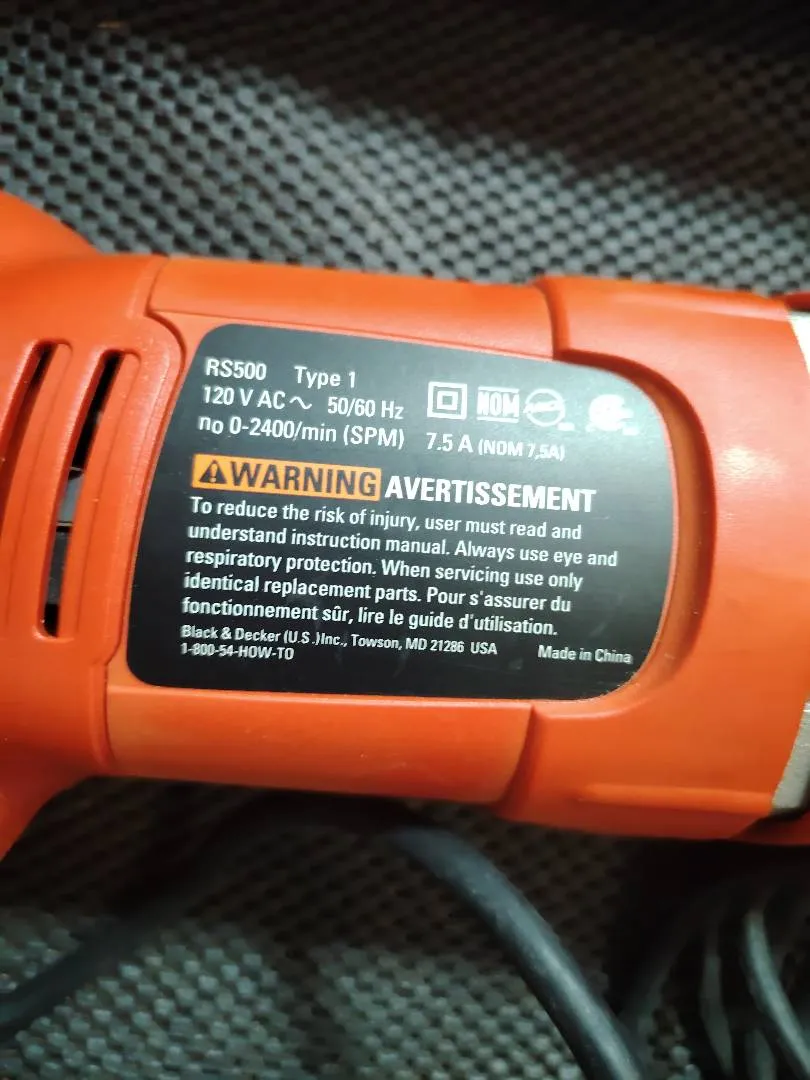 RS500 Type 1
120 V AC ~ 50/60 Hz NOM
no 0-2400/min (SPM) 7.5 A (NOM 7,5A)
WARNING AVERTISSEMENT
To reduce the risk of injury, user must read and
understand instruction manual. Always use eye and
respiratory protection. When servicing use only
identical replacement parts. Pour s'assurer du
fonctionnement sûr, lire le guide d'utilisation.
Black & Decker (U.S.)Inc., Towson, MD 21286 USA Made in China
1-800-54-HOW-TO